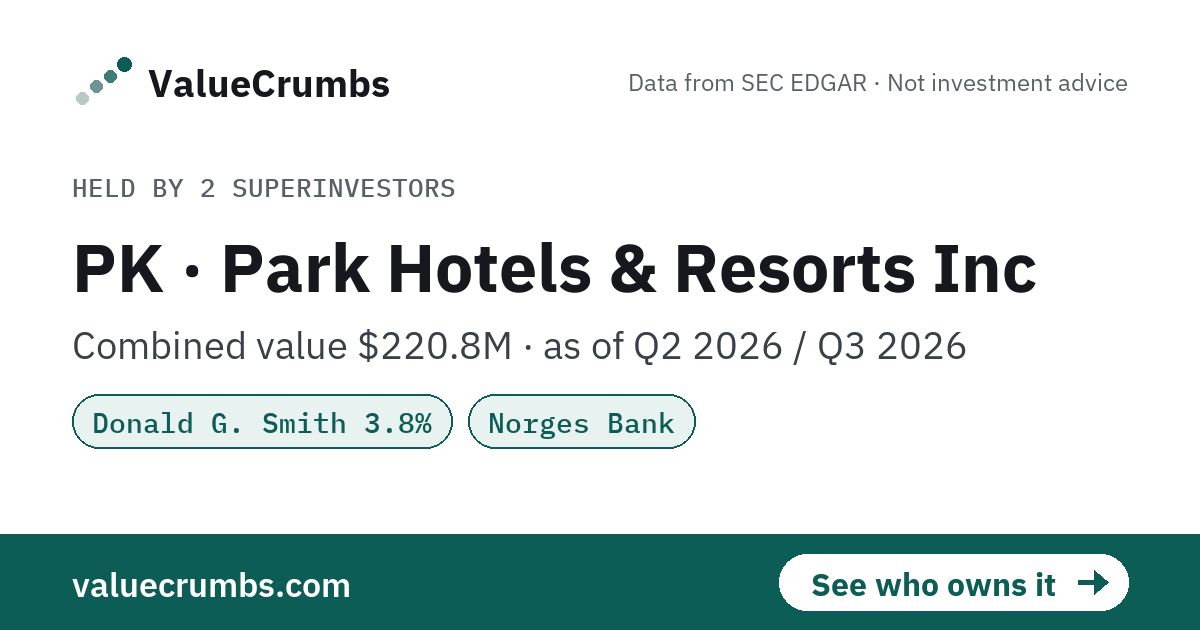 ValueCrumbs
Data from SEC EDGAR · Not investment advice
HELD BY 2 SUPERINVESTORS
PK · Park Hotels & Resorts Inc
Combined value $220.8M · as of Q2 2026 / Q3 2026
Donald G. Smith 3.8%
Norges Bank
valuecrumbs.com
See who owns it →